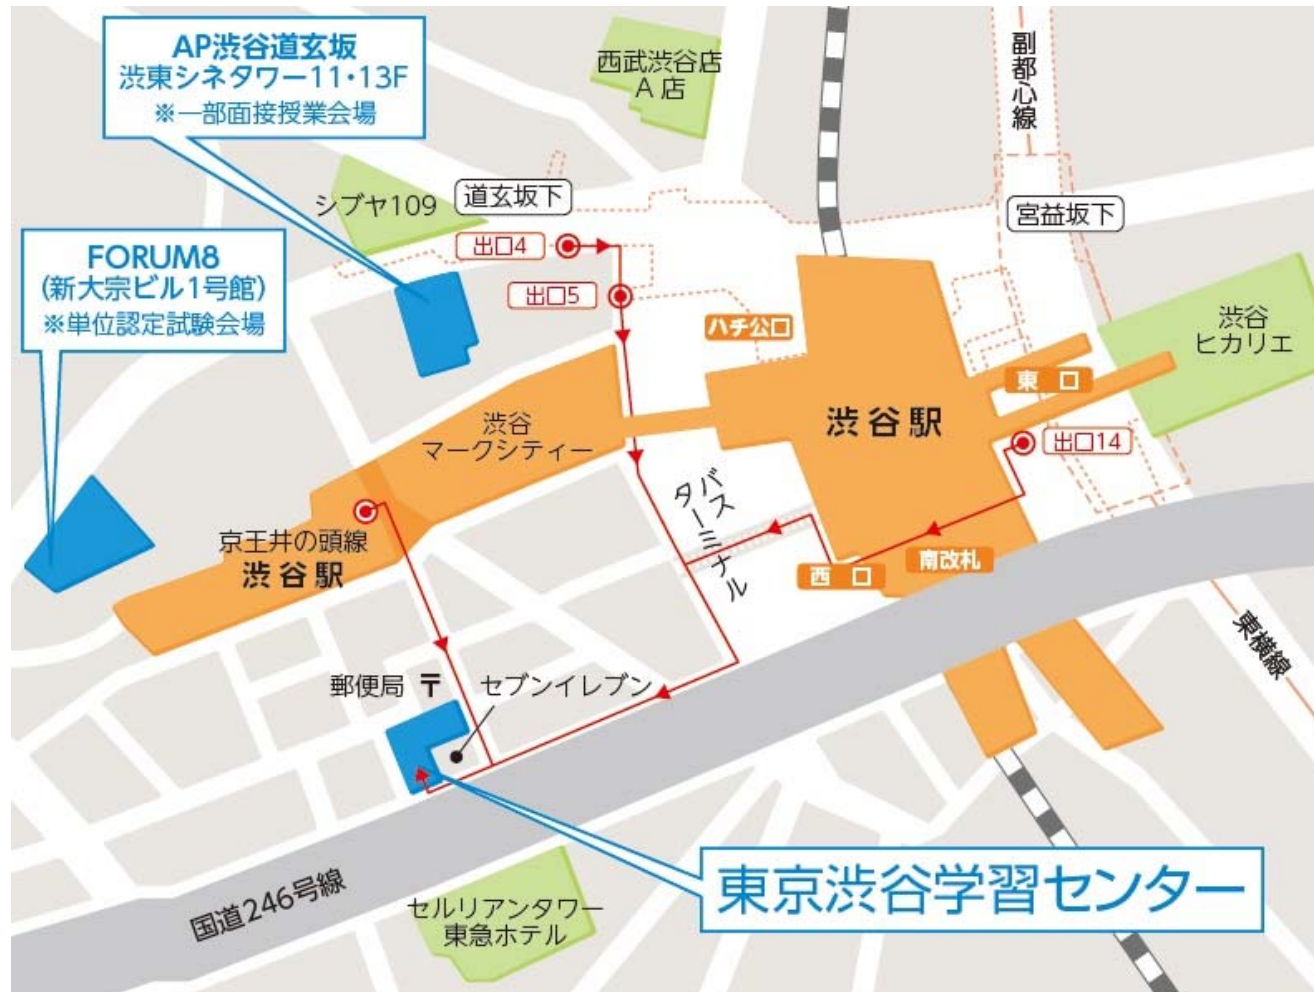 AP渋谷道玄坂
渋東シネタワー11・13F
※一部面接授業会場
西武渋谷店
A店
副都心線
シブヤ109
道玄坂下
宮益坂下
FORUM8
(新大宗ビル1号館)
※単位認定試験会場
出口4
出口5
ハチ公口
渋谷
ヒカリエ
東 口
渋谷
マークシティー
渋谷駅
出口14
バス
ターミナル
京王井の頭線
渋谷駅
西 口
南改札
東横線
郵便局 〒
セブンイレブン
東京渋谷学習センター
国道246号線
セルリアンタワー
東急ホテル